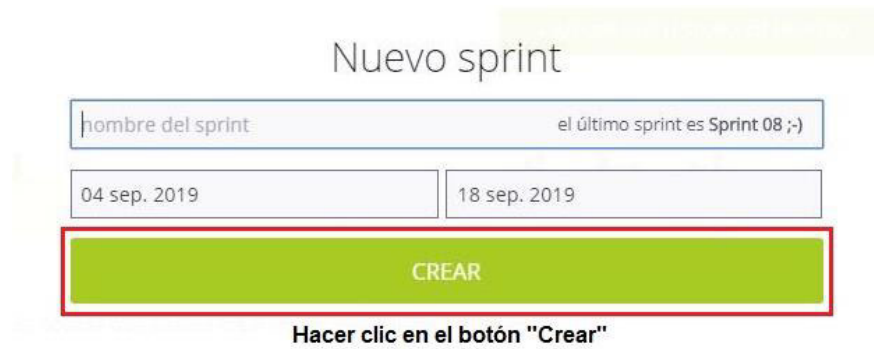 Nuevo sprint
nombre del sprint el último sprint es Sprint 08 ;-)
04 sep. 2019 18 sep. 2019
CREAR
Hacer clic en el botón "Crear"